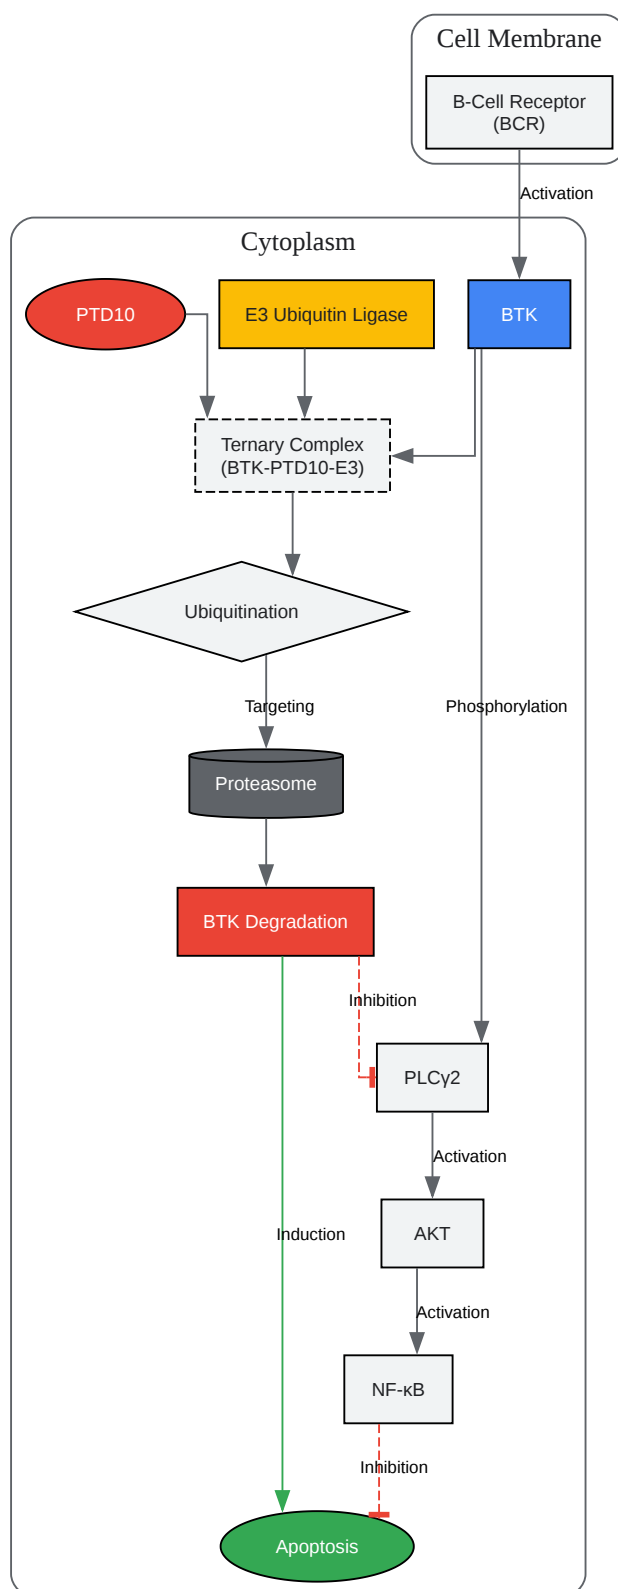 Cell Membrane
B-Cell Receptor
(BCR)
Activation
Cytoplasm
PTD10
E3 Ubiquitin Ligase
BTK
Ternary Complex
(BTK-PTD10-E3)
Ubiquitination
Targeting
Phosphorylation
Proteasome
BTK Degradation
Inhibition
PLCγ2
Activation
Induction
AKT
Activation
NF-κB
Inhibition
Apoptosis